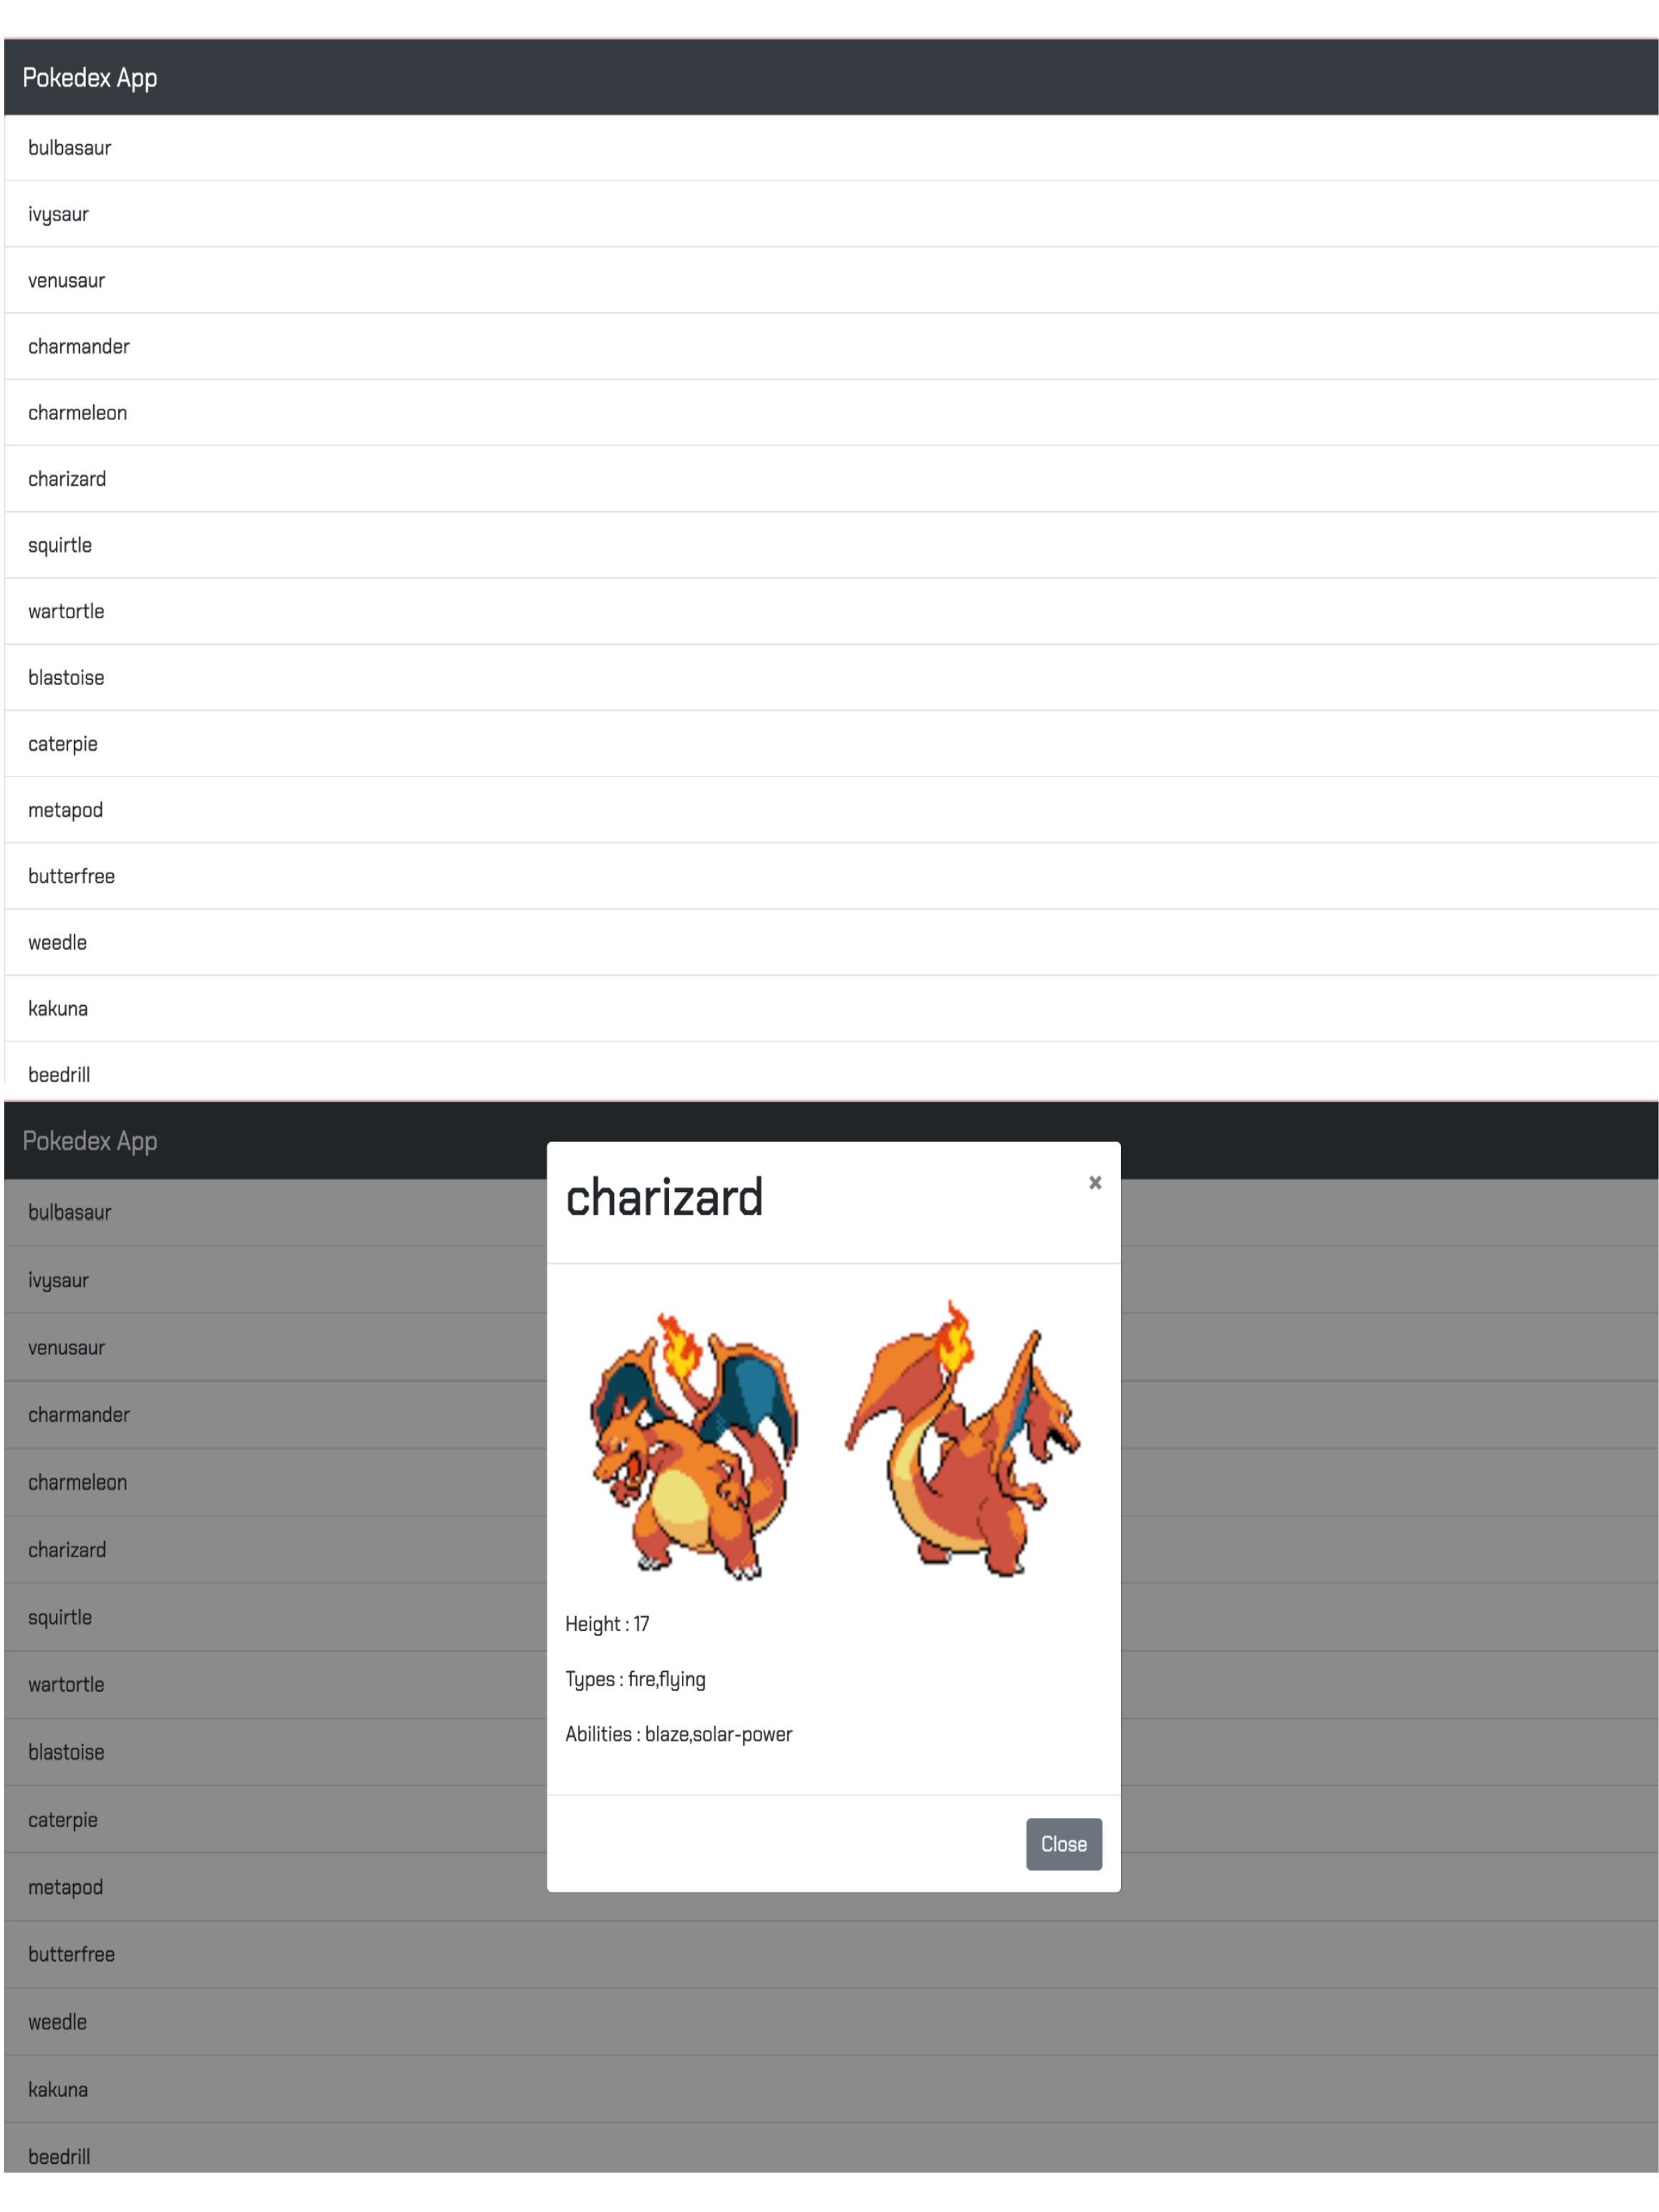 Pokedex App
bulbasaur
ivysaur
venusaur
charmander
charmeleon
charizard
squirtle
wartortle
blastoise
caterpie
metapod
butterfree
weedle
kakuna
beedrill
Pokedex App
bulbasaur
ivysaur
venusaur
charmander
charmeleon
charizard
squirtle
wartortle
blastoise
caterpie
metapod
butterfree
weedle
kakuna
beedrill
charizard
×
Height : 17
Types : fire,flying
Abilities : blaze,solar-power
Close